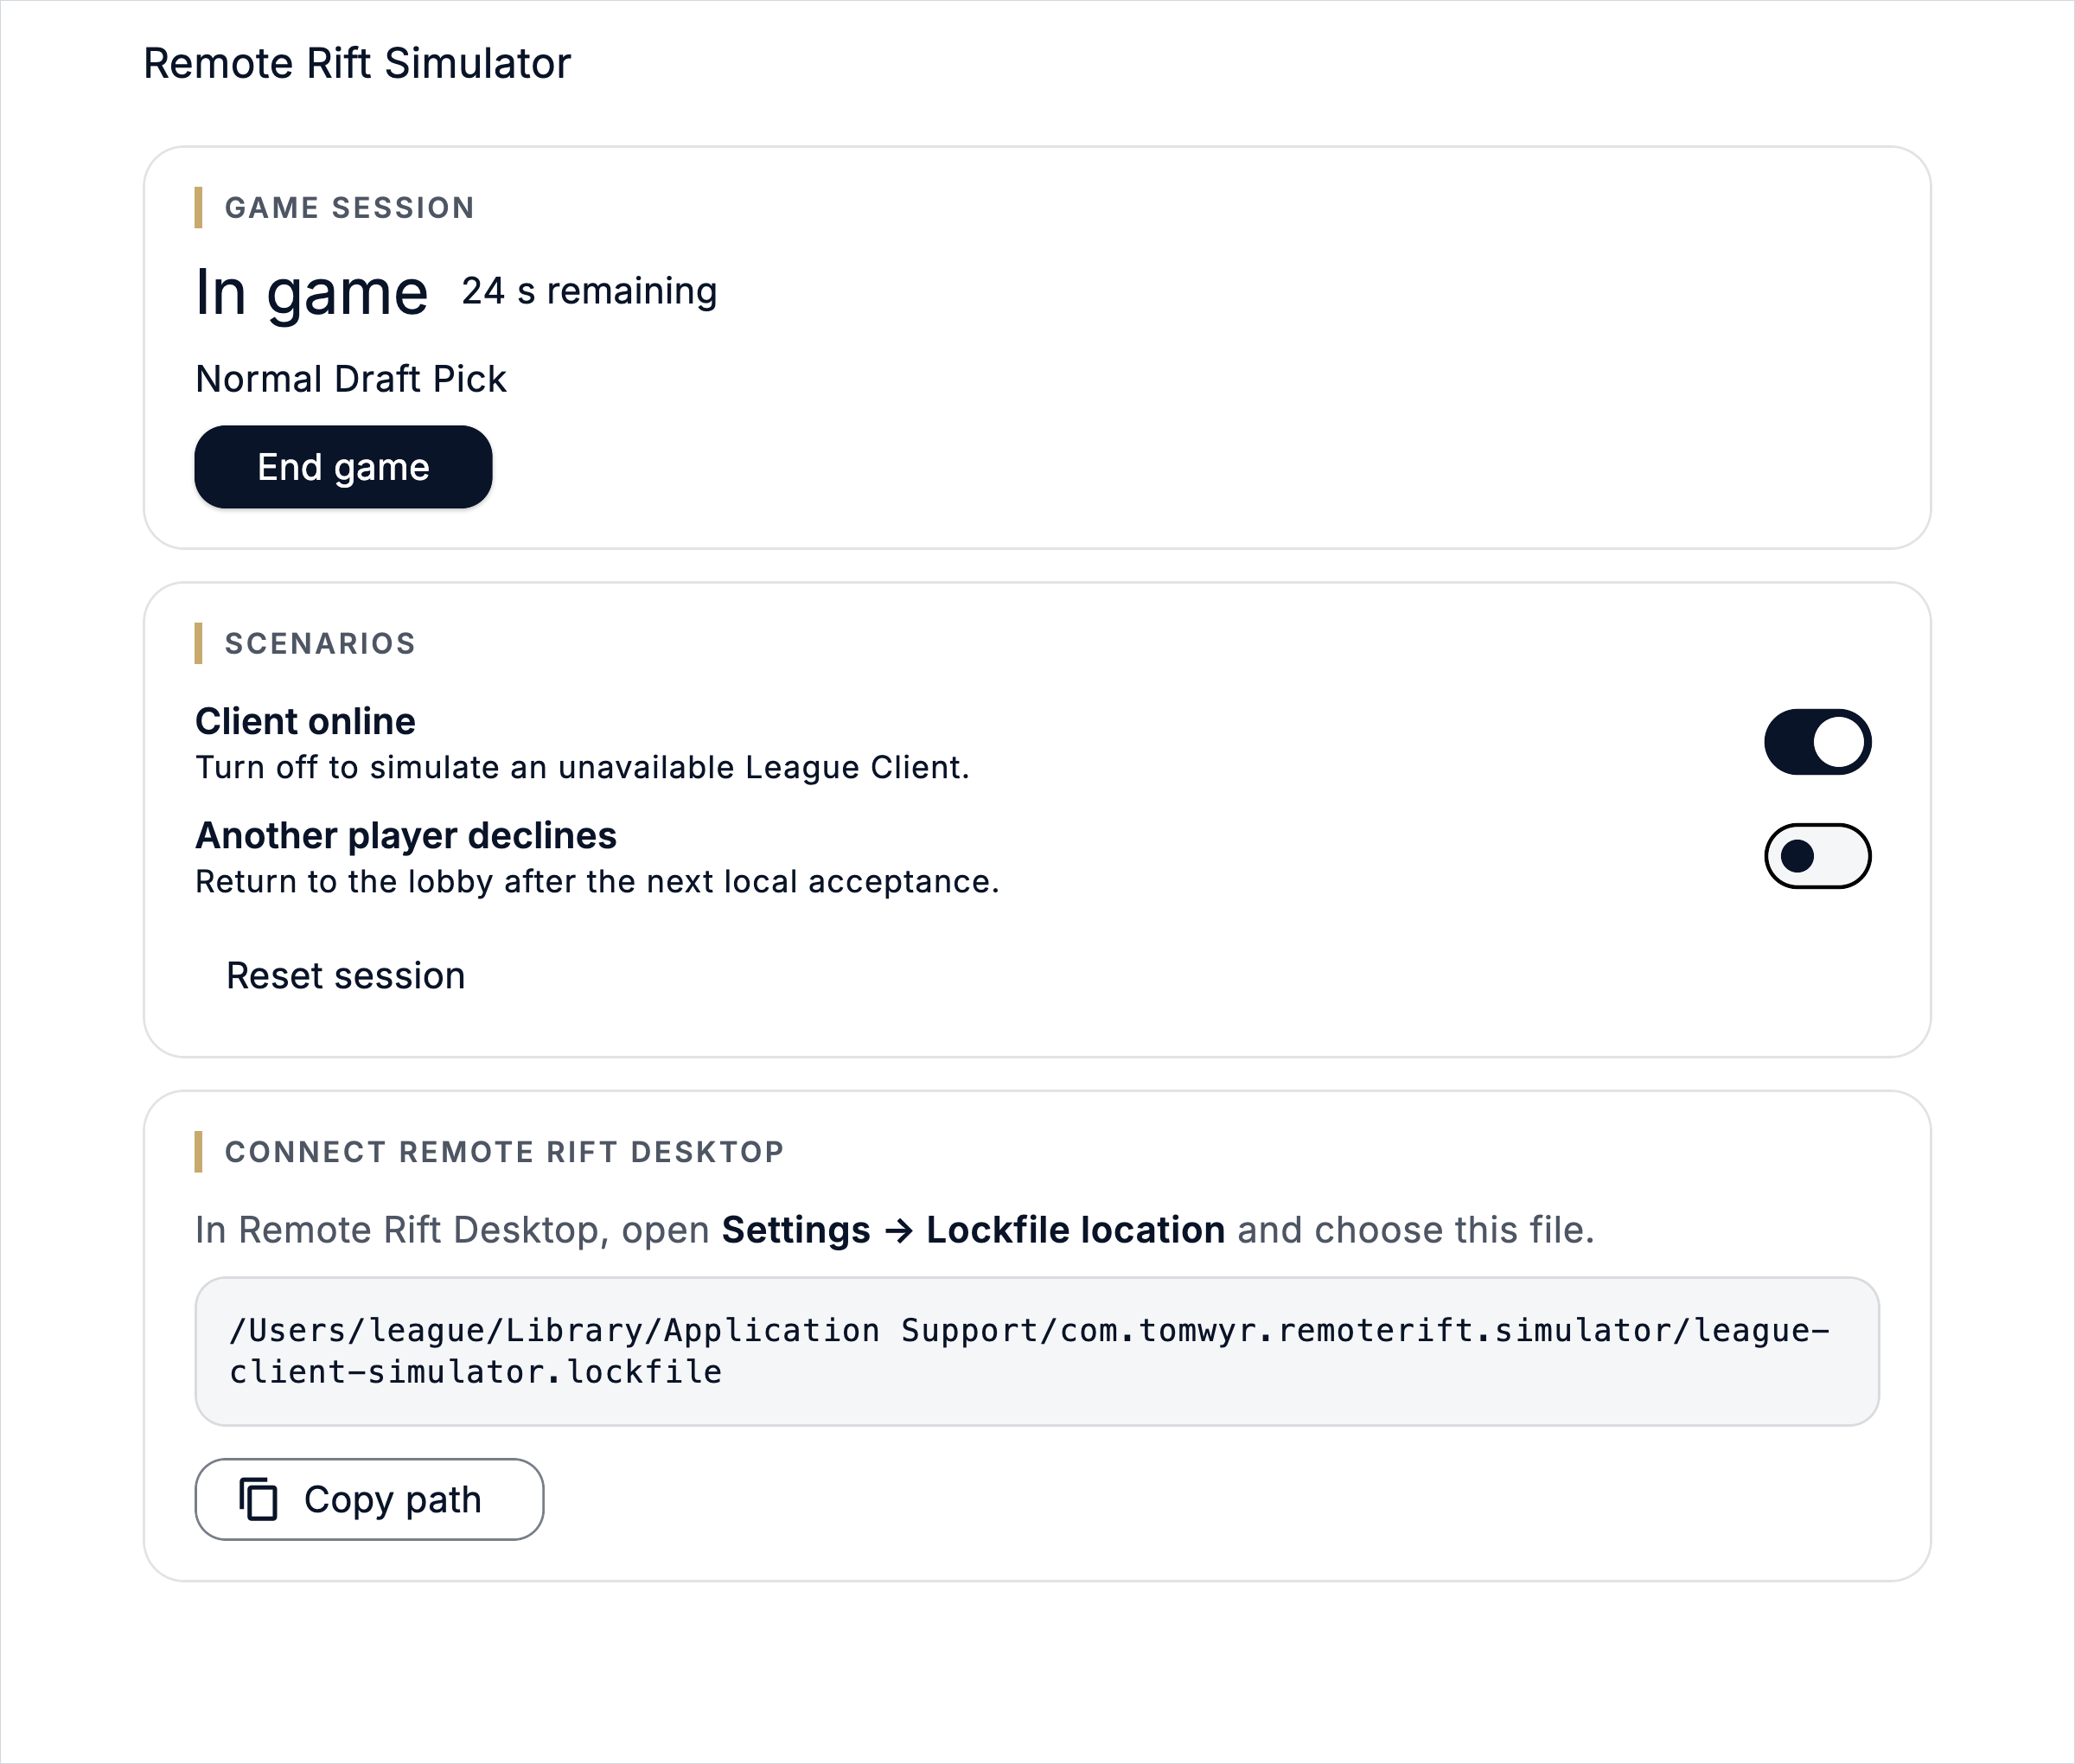 Remote Rift Simulator
GAME SESSION
In game 24 s remaining
Normal Draft Pick
End game
SCENARIOS
Client online
Turn off to simulate an unavailable League Client.
Another player declines
Return to the lobby after the next local acceptance.
Reset session
CONNECT REMOTE RIFT DESKTOP
In Remote Rift Desktop, open Settings → Lockfile location and choose this file.
/Users/league/Library/Application Support/com.tomwyr.remoterift.simulator/league-
client-simulator.lockfile
Copy path